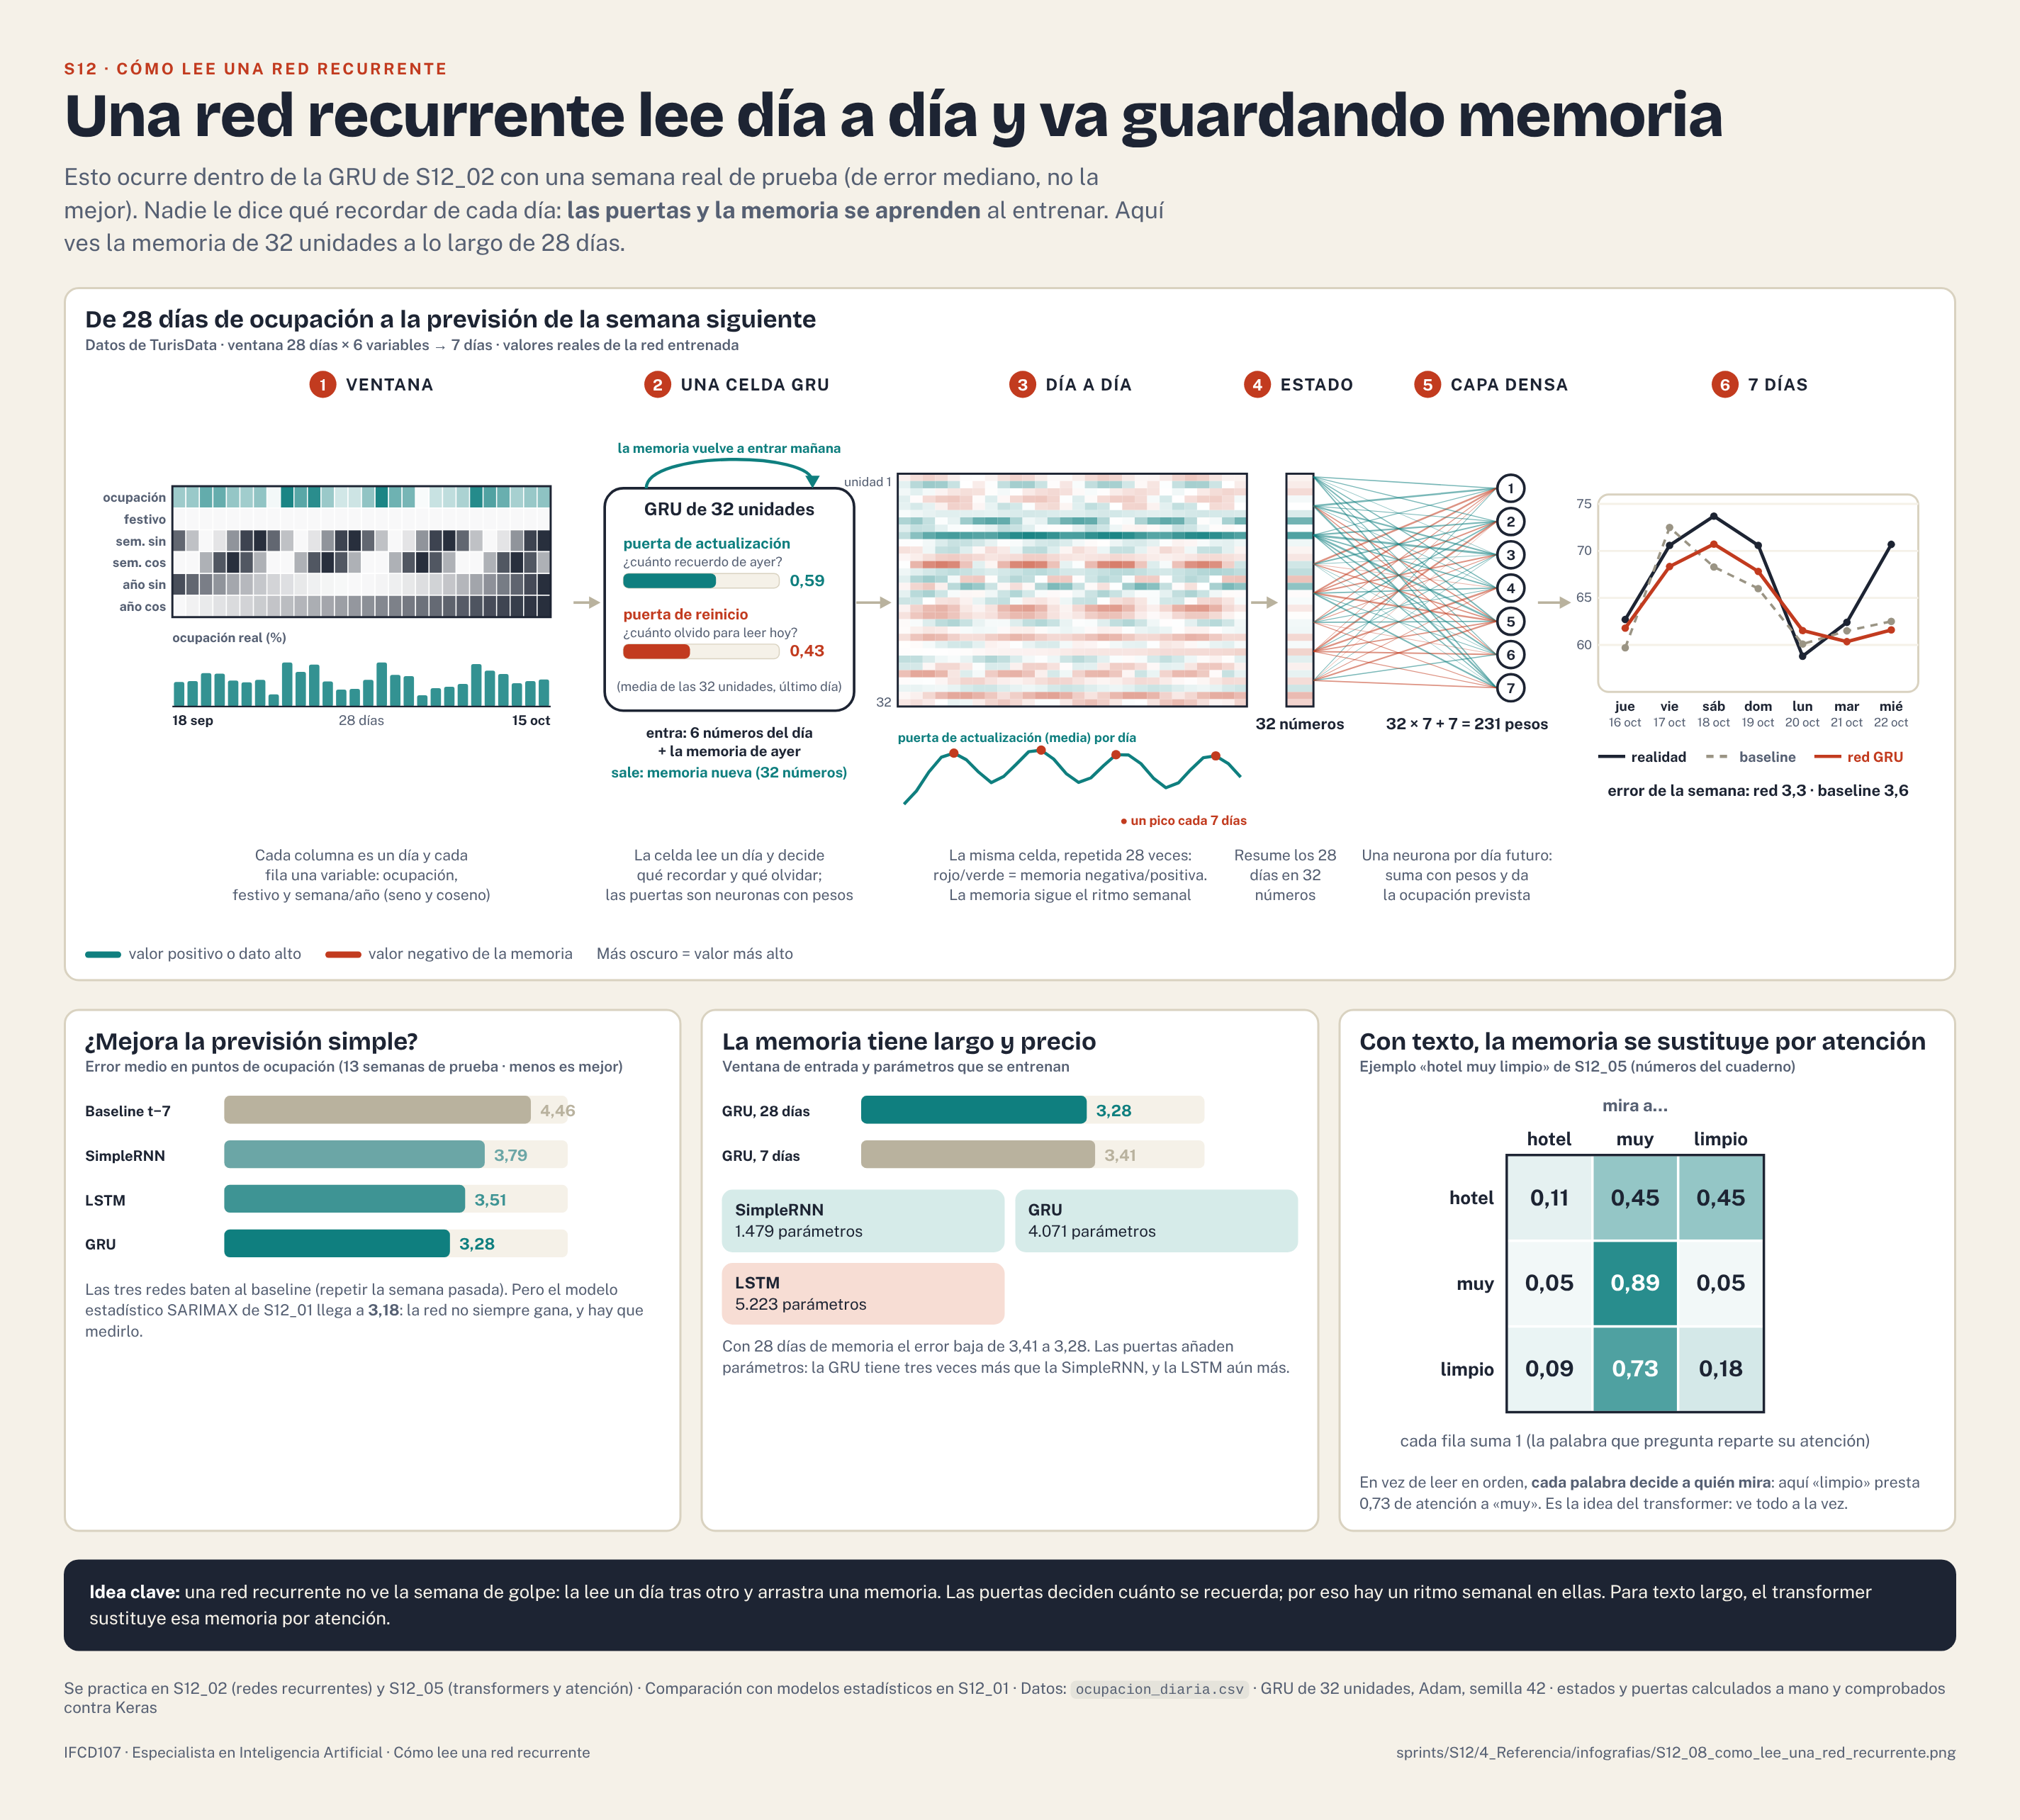 S12 · CÓMO LEE UNA RED RECURRENTE
Una red recurrente lee día a día y va guardando memoria
Esto ocurre dentro de la GRU de S12_02 con una semana real de prueba (de error mediano, no la
mejor). Nadie le dice qué recordar de cada día: las puertas y la memoria se aprenden al entrenar. Aquí
ves la memoria de 32 unidades a lo largo de 28 días.
De 28 días de ocupación a la previsión de la semana siguiente
Datos de TurisData · ventana 28 días × 6 variables → 7 días · valores reales de la red entrenada
1 VENTANA
ocupación
festivo
sem. sin
sem. cos
año sin
año cos
ocupación real (%)
18 sep 28 días 15 oct
Cada columna es un día y cada
fila una variable: ocupación,
festivo y semana/año (seno y coseno)
2 UNA CELDA GRU
la memoria vuelve a entrar mañana
GRU de 32 unidades
puerta de actualización
¿cuánto recuerdo de ayer?
0,59
puerta de reinicio
¿cuánto olvido para leer hoy?
0,43
(media de las 32 unidades, último día)
entra: 6 números del día
+ la memoria de ayer
sale: memoria nueva (32 números)
La celda lee un día y decide
qué recordar y qué olvidar;
las puertas son neuronas con pesos
3 DÍA A DÍA
unidad 1
32
puerta de actualización (media) por día
● un pico cada 7 días
La misma celda, repetida 28 veces:
rojo/verde = memoria negativa/positiva.
La memoria sigue el ritmo semanal
4 ESTADO
32 números
Resume los 28
días en 32
números
5 CAPA DENSA
1
2
3
4
5
6
7
32 × 7 + 7 = 231 pesos
Una neurona por día futuro:
suma con pesos y da
la ocupación prevista
6 7 DÍAS
75
70
65
60
jue vie sáb dom lun mar mié
16 oct 17 oct 18 oct 19 oct 20 oct 21 oct 22 oct
realidad baseline red GRU
error de la semana: red 3,3 · baseline 3,6
valor positivo o dato alto valor negativo de la memoria Más oscuro = valor más alto
¿Mejora la previsión simple?
Error medio en puntos de ocupación (13 semanas de prueba · menos es mejor)
Baseline t−7 4,46
SimpleRNN 3,79
LSTM 3,51
GRU 3,28
Las tres redes baten al baseline (repetir la semana pasada). Pero el modelo
estadístico SARIMAX de S12_01 llega a 3,18: la red no siempre gana, y hay que
medirlo.
La memoria tiene largo y precio
Ventana de entrada y parámetros que se entrenan
GRU, 28 días 3,28
GRU, 7 días 3,41
SimpleRNN
1.479 parámetros
GRU
4.071 parámetros
LSTM
5.223 parámetros
Con 28 días de memoria el error baja de 3,41 a 3,28. Las puertas añaden
parámetros: la GRU tiene tres veces más que la SimpleRNN, y la LSTM aún más.
Con texto, la memoria se sustituye por atención
Ejemplo «hotel muy limpio» de S12_05 (números del cuaderno)
mira a...
hotel muy limpio
hotel 0,11 0,45 0,45
muy 0,05 0,89 0,05
limpio 0,09 0,73 0,18
cada fila suma 1 (la palabra que pregunta reparte su atención)
En vez de leer en orden, cada palabra decide a quién mira: aquí «limpio» presta
0,73 de atención a «muy». Es la idea del transformer: ve todo a la vez.
Idea clave: una red recurrente no ve la semana de golpe: la lee un día tras otro y arrastra una memoria. Las puertas deciden cuánto se recuerda; por eso hay un ritmo semanal en ellas. Para texto largo, el transformer
sustituye esa memoria por atención.
Se practica en S12_02 (redes recurrentes) y S12_05 (transformers y atención) · Comparación con modelos estadísticos en S12_01 · Datos: ocupacion_diaria.csv · GRU de 32 unidades, Adam, semilla 42 · estados y puertas calculados a mano y comprobados
contra Keras
IFCD107 · Especialista en Inteligencia Artificial · Cómo lee una red recurrente
sprints/S12/4_Referencia/infografias/S12_08_como_lee_una_red_recurrente.png